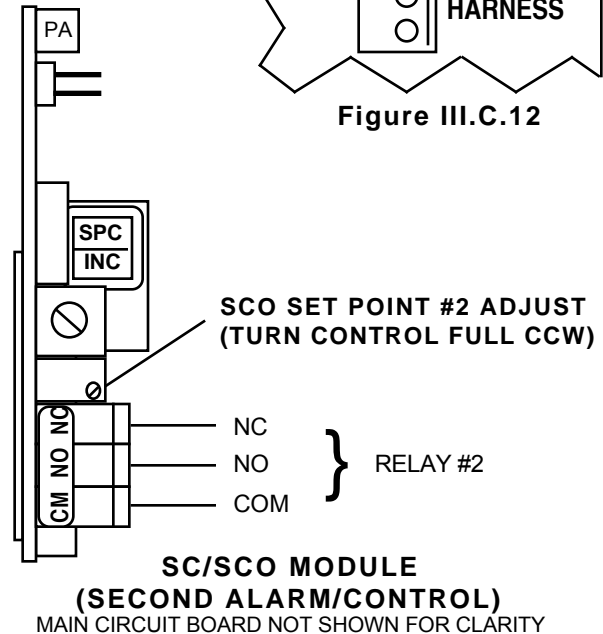 HARNESS
PA
Figure III.C.12
SPC
INC
SCO SET POINT #2 ADJUST
(TURN CONTROL FULL CCW)
NC
NO
CM
NC
NO
COM
RELAY #2
SC/SCO MODULE
(SECOND ALARM/CONTROL)
MAIN CIRCUIT BOARD NOT SHOWN FOR CLARITY